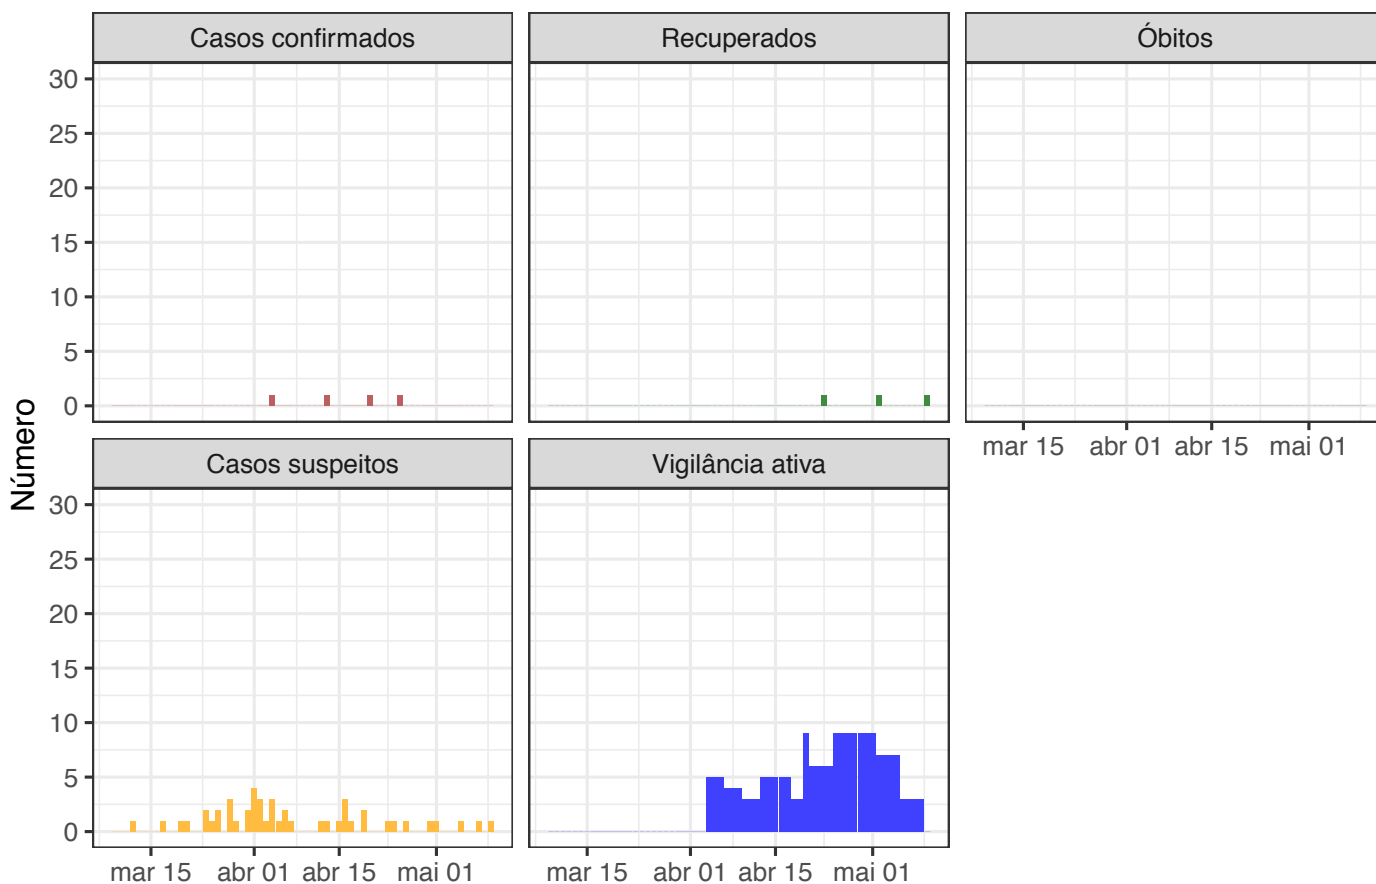 Casos confirmados
Recuperados
Óbitos
30
25
20
15
10
5
0
mar 15 abr 01 abr 15 mai 01
Número
Casos suspeitos
Vigilância ativa
30
25
20
15
10
5
0
mar 15 abr 01 abr 15 mai 01
mar 15 abr 01 abr 15 mai 01